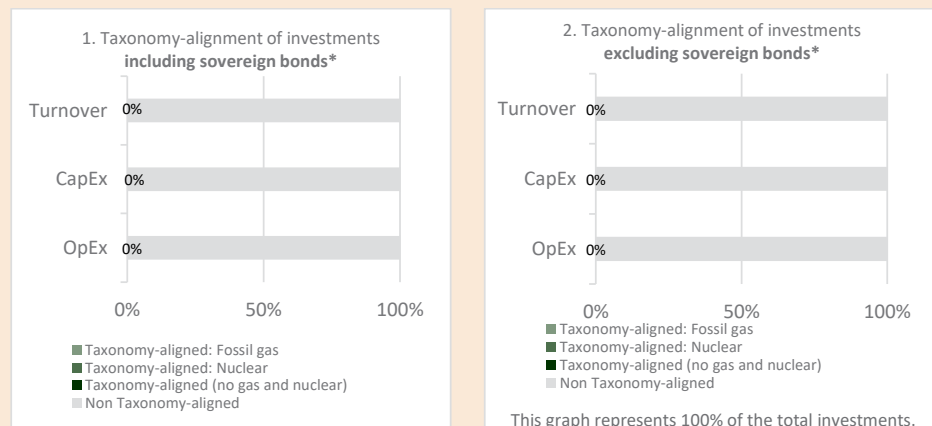 1. Taxonomy-alignment of investments
including sovereign bonds*
Turnover 0%
CapEx 0%
OpEx 0%
0% 50% 100%
Taxonomy-aligned: Fossil gas
Taxonomy-aligned: Nuclear
Taxonomy-aligned (no gas and nuclear)
Non Taxonomy-aligned
2. Taxonomy-alignment of investments
excluding sovereign bonds*
Turnover 0%
CapEx 0%
OpEx 0%
0% 50% 100%
Taxonomy-aligned: Fossil gas
Taxonomy-aligned: Nuclear
Taxonomy-aligned (no gas and nuclear)
Non Taxonomy-aligned
This graph represents 100% of the total investments.